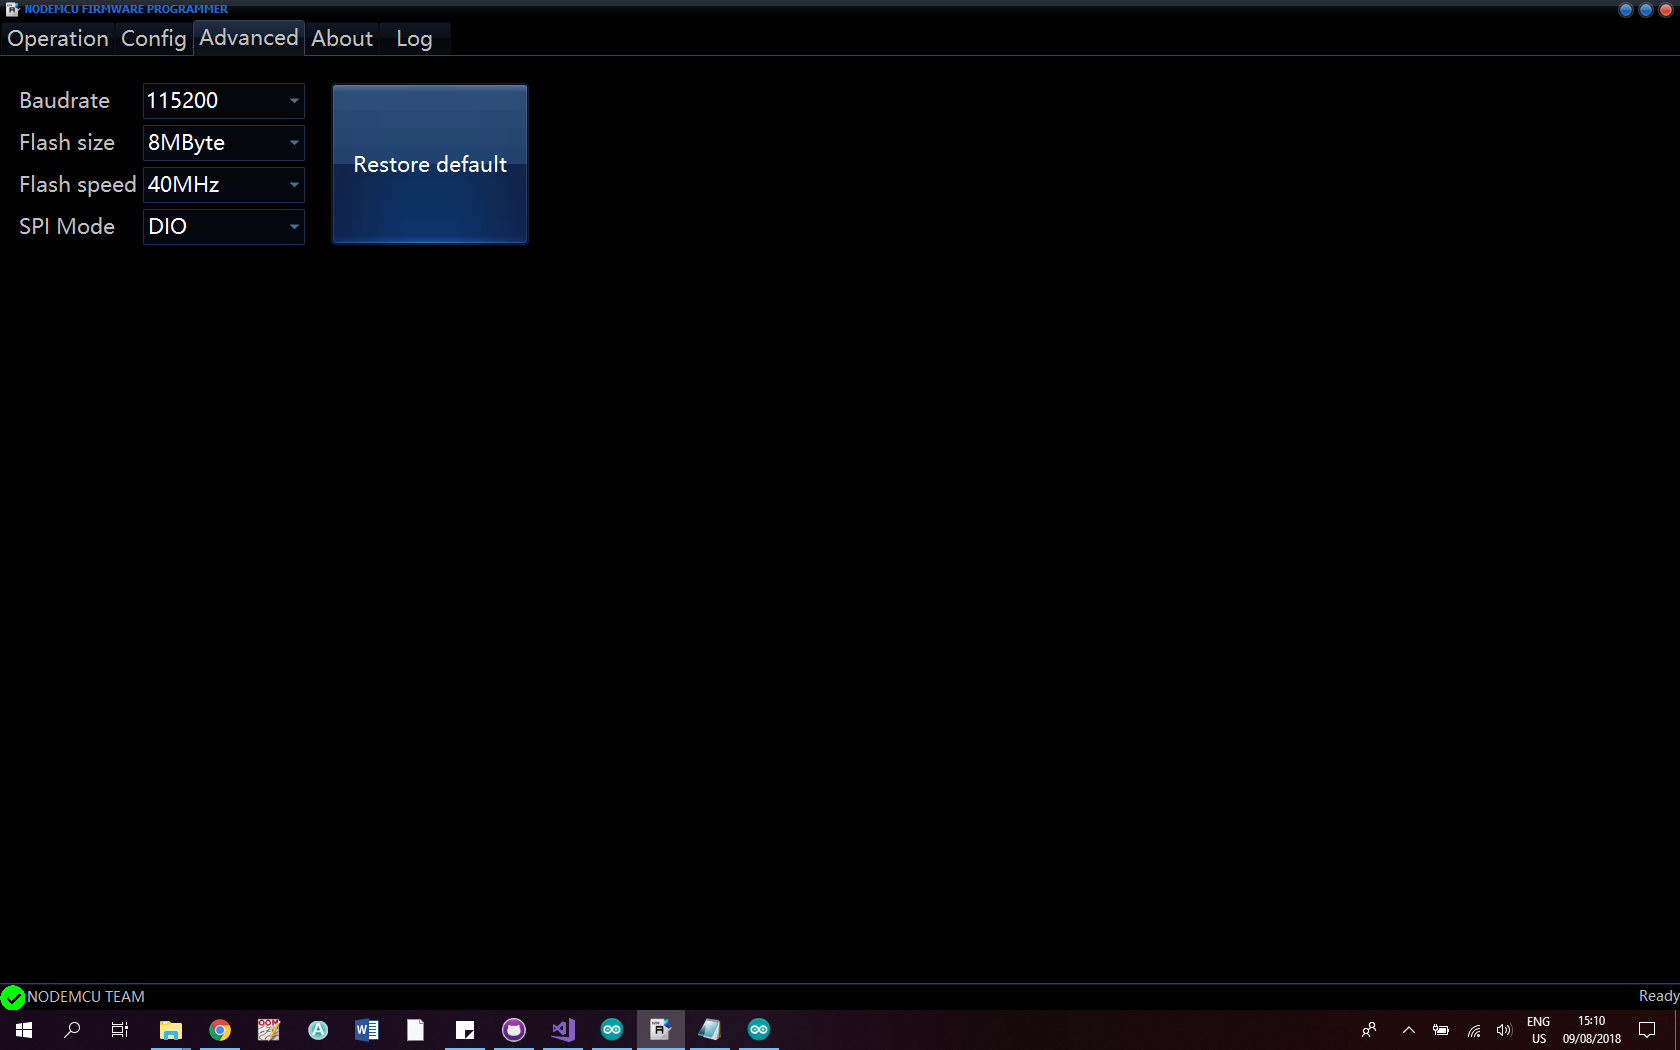 NODEMCU FIRMWARE PROGRAMMER
Operation Config Advanced About Log
Baudrate 115200
Flash size 8MByte
Flash speed 40MHz
SPI Mode DIO
Restore default
NODEMCU TEAM
Ready
ENG
US
15:10
09/08/2018